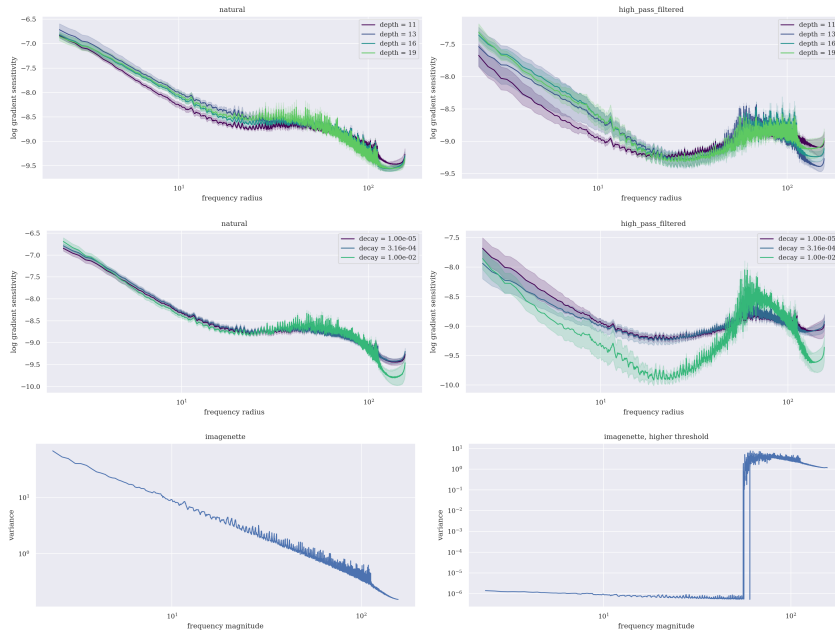 natural
high_pass_filtered
log gradient sensitivity
−6.5
−7.0
−7.5
−8.0
−8.5
−9.0
−9.5
depth = 11
depth = 13
depth = 16
depth = 19
10¹
10²
frequency radius
log gradient sensitivity
−7.5
−8.0
−8.5
−9.0
−9.5
depth = 11
depth = 13
depth = 16
depth = 19
10¹
10²
frequency radius
natural
high_pass_filtered
log gradient sensitivity
−6.5
−7.0
−7.5
−8.0
−8.5
−9.0
−9.5
−10.0
decay = 1.00e-05
decay = 3.16e-04
decay = 1.00e-02
10¹
10²
frequency radius
log gradient sensitivity
−7.5
−8.0
−8.5
−9.0
−9.5
−10.0
decay = 1.00e-05
decay = 3.16e-04
decay = 1.00e-02
10¹
10²
frequency radius
imagenette
imagenette, higher threshold
variance
10¹
10⁰
10¹
10²
frequency magnitude
variance
10¹
10⁰
10⁻¹
10⁻²
10⁻³
10⁻⁴
10⁻⁵
10⁻⁶
10¹
10²
frequency magnitude